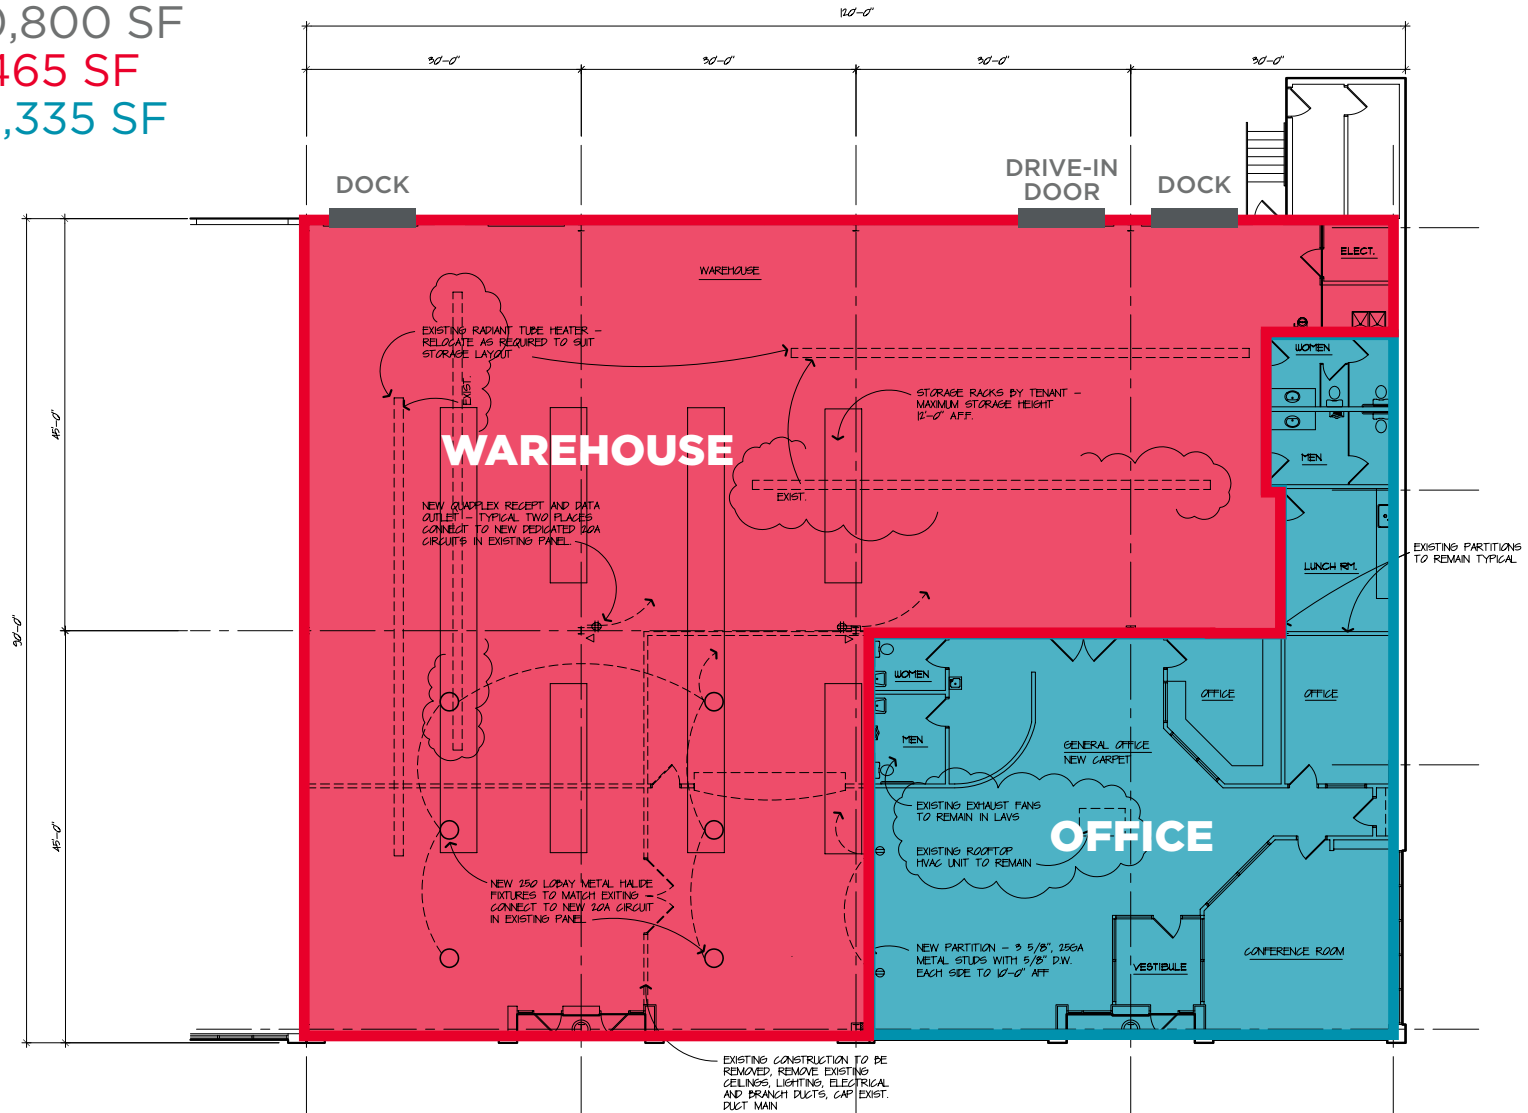 0,800 SF
465 SF
,335 SF
120'-0"
30'-0"
30'-0"
30'-0"
30'-0"
DOCK
DRIVE-IN
DOOR
DOCK
ELECT.
WAREHOUSE
EXISTING RADIANT TUBE HEATER -
RELOCATE AS REQUIRED TO SUIT
STORAGE LAYOUT
EXIST.
WOMEN
STORAGE RACKS BY TENANT -
MAXIMUM STORAGE HEIGHT
12'-0" A.F.F.
45'-0"
WAREHOUSE
MEN
EXIST.
NEW QUADPLEX RECEPT AND DATA
OUTLET - TYPICAL TWO PLACES
CONNECT TO NEW DEDICATED 20A
CIRCUITS IN EXISTING PANEL.
EXISTING PARTITIONS
TO REMAIN TYPICAL
LUNCH RM.
90'-0"
WOMEN
OFFICE
OFFICE
MEN
GENERAL OFFICE
NEW CARPET
EXISTING EXHAUST FANS
TO REMAIN IN LAVS
45'-0"
OFFICE
EXISTING ROOFTOP
HVAC UNIT TO REMAIN
NEW 250 LOBAY METAL HALIDE
FIXTURES TO MATCH EXITING -
CONNECT TO NEW 20A CIRCUIT
IN EXISTING PANEL
NEW PARTITION - 3 5/8", 25GA
METAL STUDS WITH 5/8" D.W.
EACH SIDE TO 10'-0" AFF
CONFERENCE ROOM
VESTIBULE
EXISTING CONSTRUCTION TO BE
REMOVED, REMOVE EXISTING
CEILINGS, LIGHTING, ELECTRICAL
AND BRANCH DUCTS, CAP EXIST.
DUCT MAIN